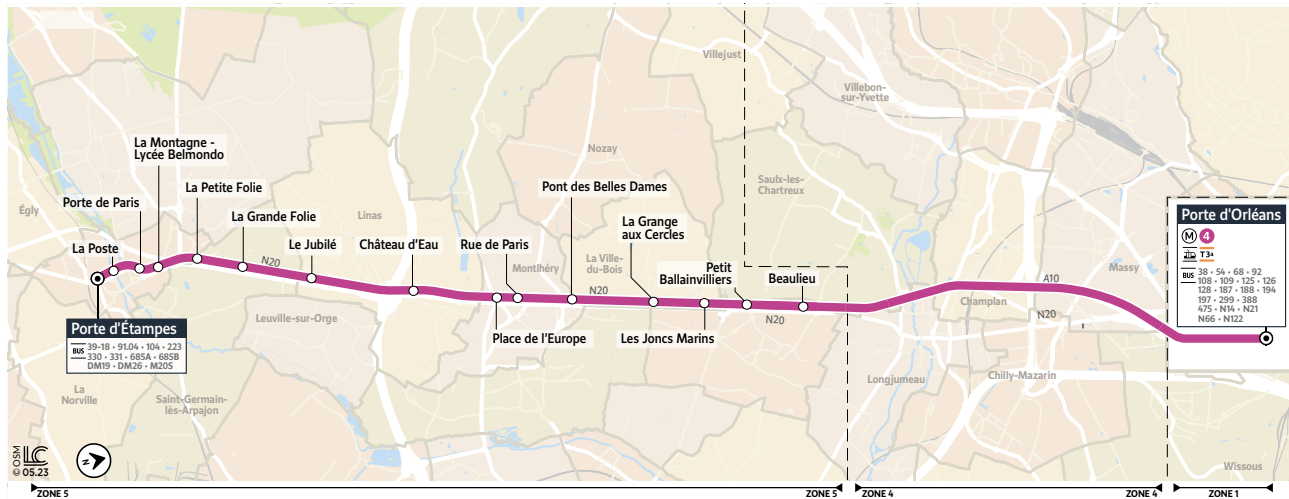 Villejust
Villebon-
sur-Yvette
La Montagne -
Lycée Belmondo
Nozay
Saulx-les-
Chartreux
La Petite Folie
Pont des Belles Dames
Porte de Paris
Égly
La Grande Folie
Linas
La Grange
aux Cercles
Porte d'Orléans
M 4
T3a
BUS
38 • 54 • 68 • 92
108 • 109 • 125 • 126
128 • 187 • 188 • 194
197 • 299 • 388
475 • N14 • N21
N66 • N122
La Poste
Le Jubilé
Château d'Eau
Rue de Paris
N20
Montlhéry
La Ville-
du-Bois
Petit
Ballainvilliers
Beaulieu
A10
Massy
N20
Champlan
N20
Leuville-sur-Orge
N20
Porte d'Étampes
BUS
39-18 • 91.04 • 104 • 223
330 • 331 • 685A • 685B
DM19 • DM26 • M20S
Place de l'Europe
Les Joncs Marins
La
Norville
Saint-Germain-
lès-Arpajon
Longjumeau
Chilly-Mazarin
Wissous
© OSM
LC
05.23
N
ZONE 5
ZONE 5
ZONE 4
ZONE 4
ZONE 1